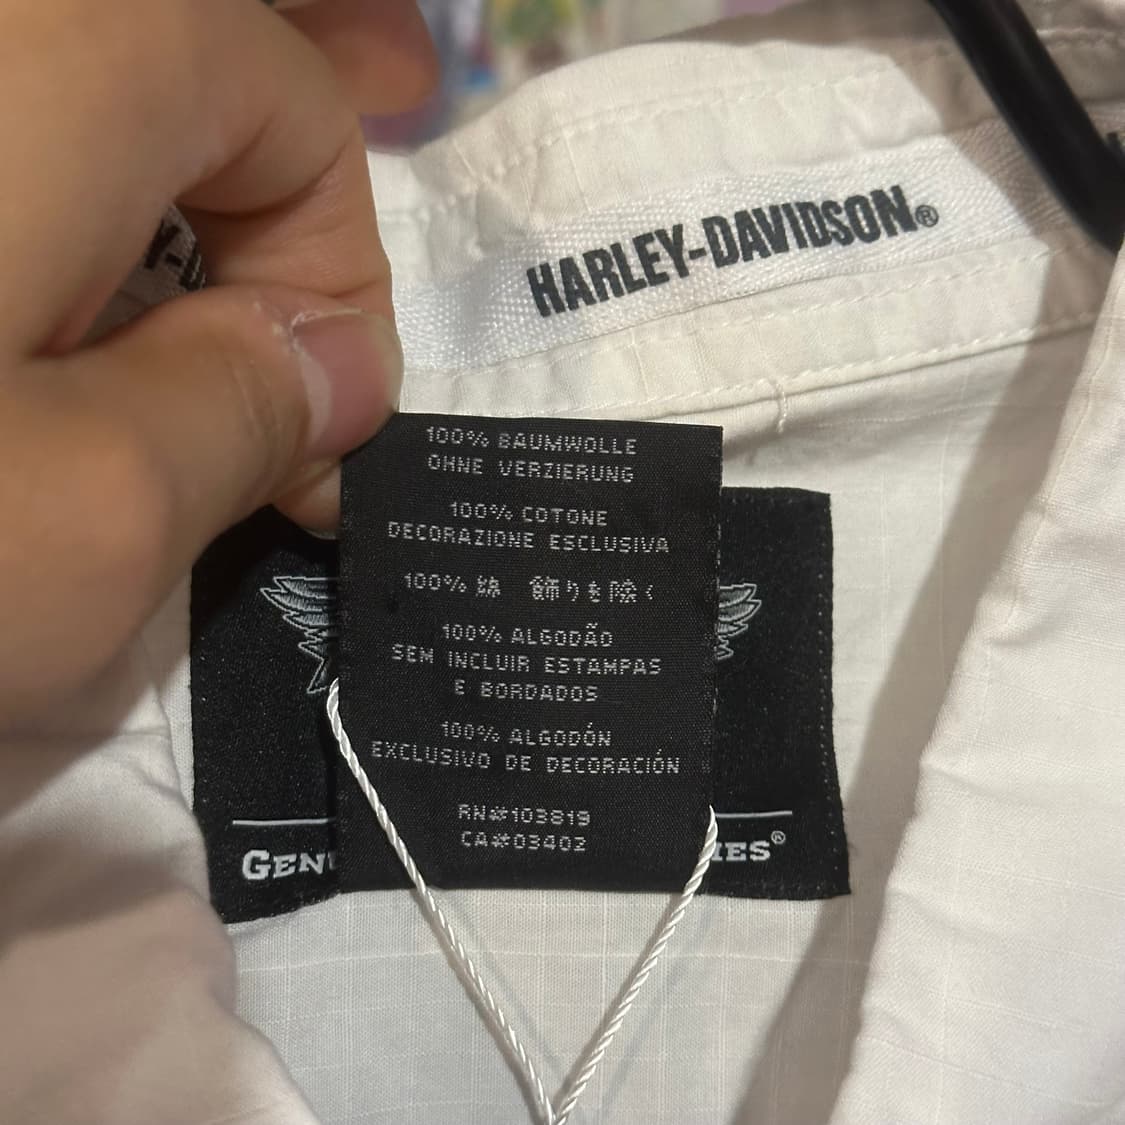 HARLEY-DAVIDSON®
100% BAUMWOLLE
OHNE VERZIERUNG
100% COTONE
DECORAZIONE ESCLUSIVA
100% 綿 飾りを除く
100% ALGODÃO
SEM INCLUIR ESTAMPAS
E BORDADOS
100% ALGODÓN
EXCLUSIVO DE DECORACIÓN
RN#103819
CA#03402